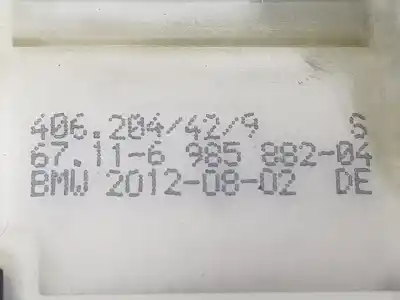 406.204/42/9 S
67.11-6 985 882-04
BMW 2012-08-02 DE